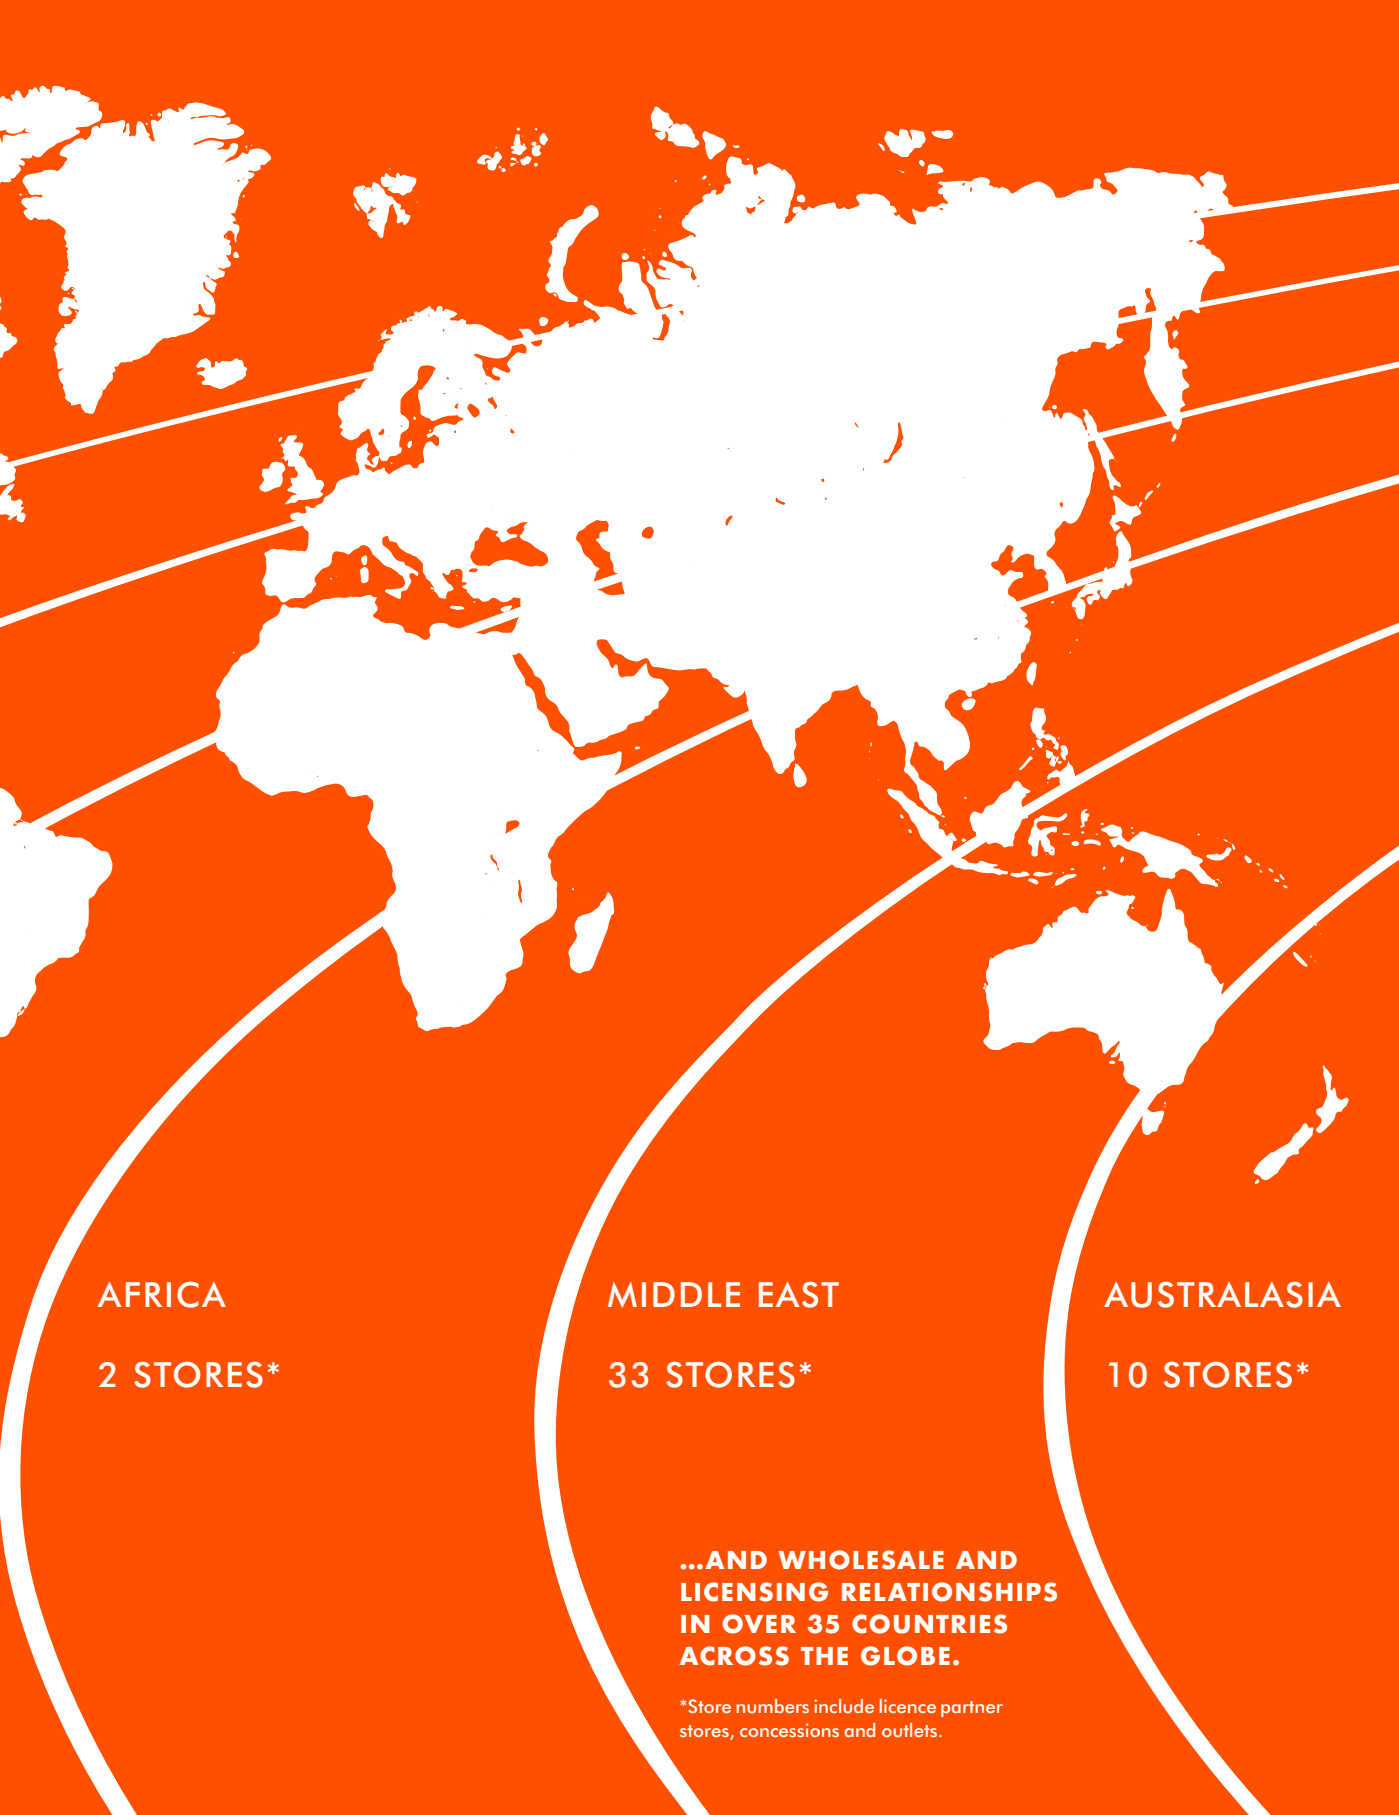 AFRICA
2 STORES*
MIDDLE EAST
33 STORES*
AUSTRALASIA
10 STORES*
...AND WHOLESALE AND
LICENSING RELATIONSHIPS
IN OVER 35 COUNTRIES
ACROSS THE GLOBE.
*Store numbers include licence partner
stores, concessions and outlets.